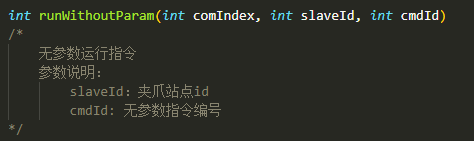 int runWithoutParam(int comIndex, int slaveId, int cmdId)
/*
无参数运行指令
参数说明：
slaveId：夹爪站点id
cmdId: 无参数指令编号
*/